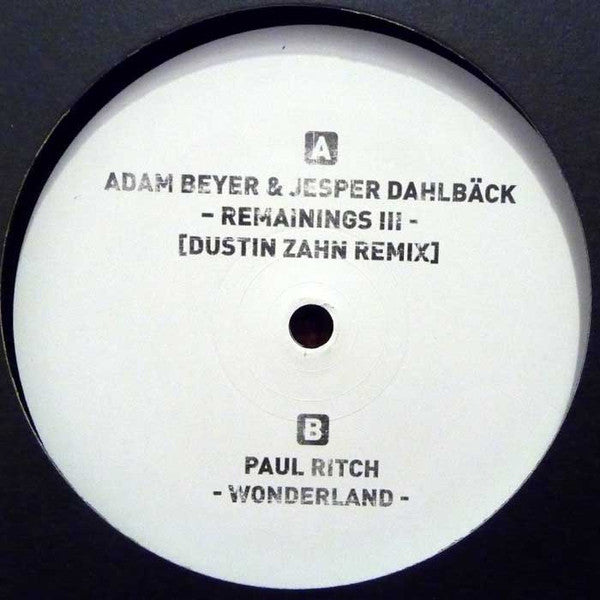 A
ADAM BEYER & JESPER DAHLBÄCK
– REMAININGS III -
[DUSTIN ZAHN REMIX]
B
PAUL RITCH
- WONDERLAND -